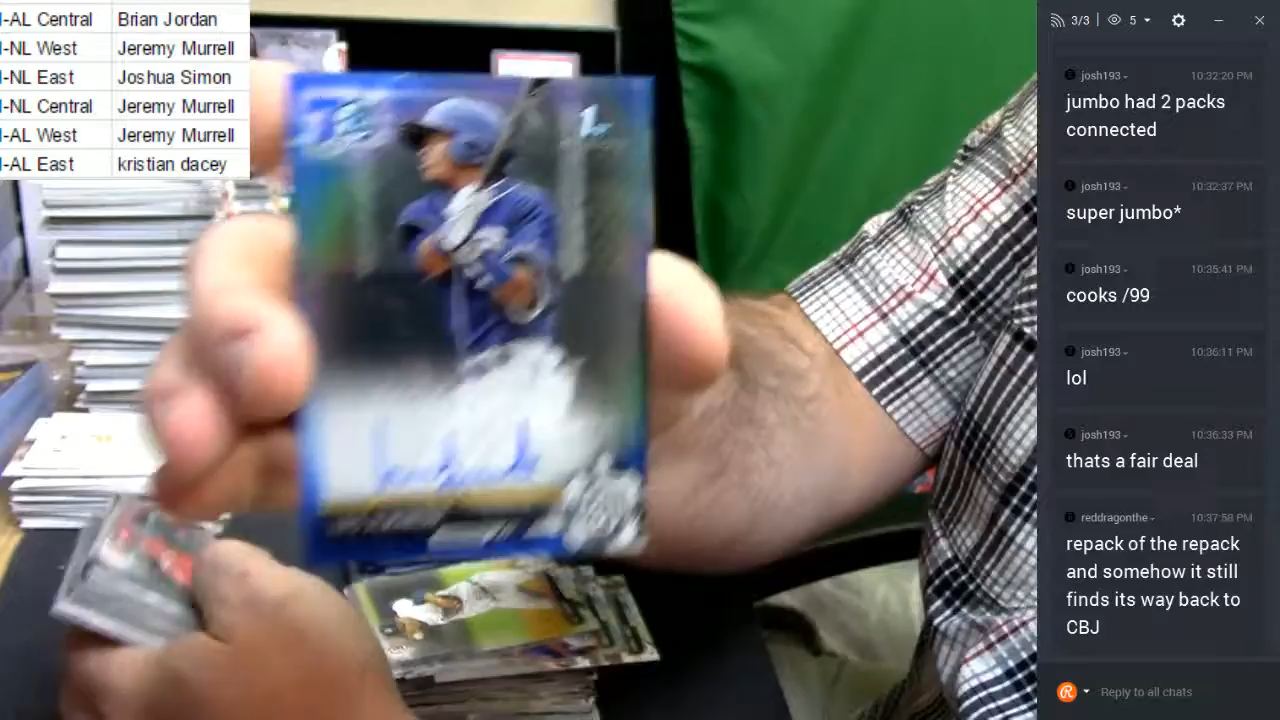 I-AL Central Brian Jordan
I-NL West Jeremy Murrell
I-NL East Joshua Simon
I-NL Central Jeremy Murrell
I-AL West Jeremy Murrell
I-AL East kristian dacey
3/3 5
josh193 10:32:20 PM
jumbo had 2 packs
connected
josh193 10:32:37 PM
super jumbo*
josh193 10:35:41 PM
cooks /99
josh193 10:36:11 PM
lol
josh193 10:36:33 PM
thats a fair deal
reddragonthe 10:37:58 PM
repack of the repack
and somehow it still
finds its way back to
CBJ
Reply to all chats
1st